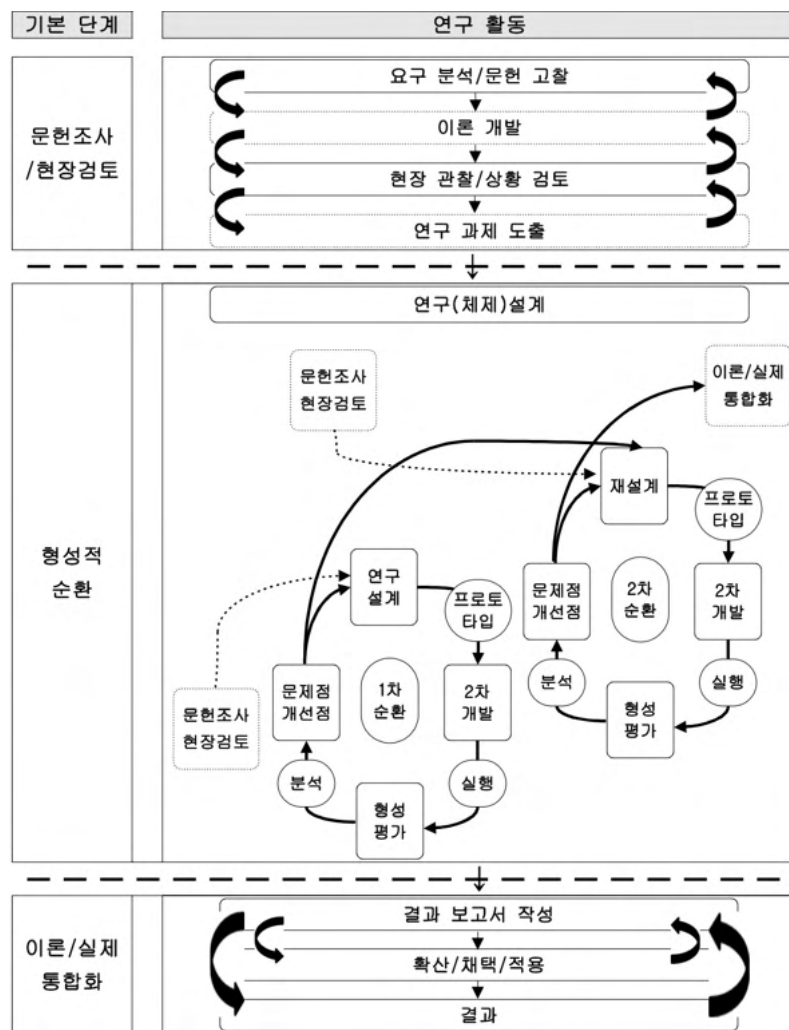 기본 단계
연구 활동
문헌조사
/현장검토
요구 분석/문헌 고찰
이론 개발
현장 관찰/상황 검토
연구 과제 도출
형성적
순환
연구(체제)설계
문헌조사
현장검토
이론/실제
통합화
재설계
프로토
타입
문제점
개선점
2차
순환
2차
개발
분석
실행
형성
평가
연구
설계
프로토
타입
문헌조사
현장검토
문제점
개선점
1차
순환
2차
개발
분석
실행
형성
평가
이론/실제
통합화
결과 보고서 작성
확산/채택/적용
결과